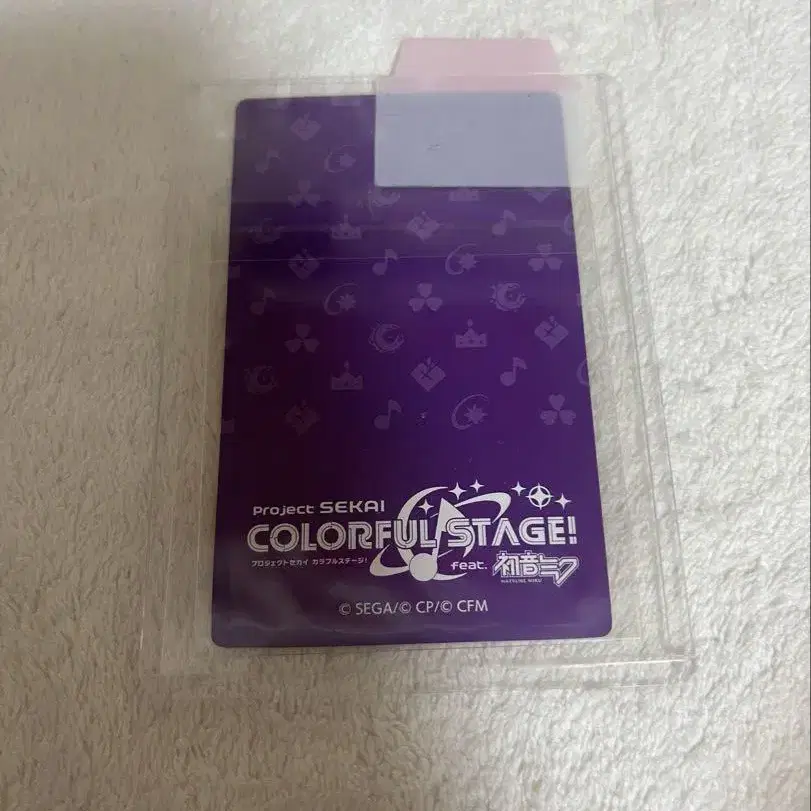 Project SEKAI
COLORFUL STAGE!
プロジェクトセカイ カラフルステージ!
feat. 初音ミク
HATSUNE MIKU
© SEGA/© CP/© CFM